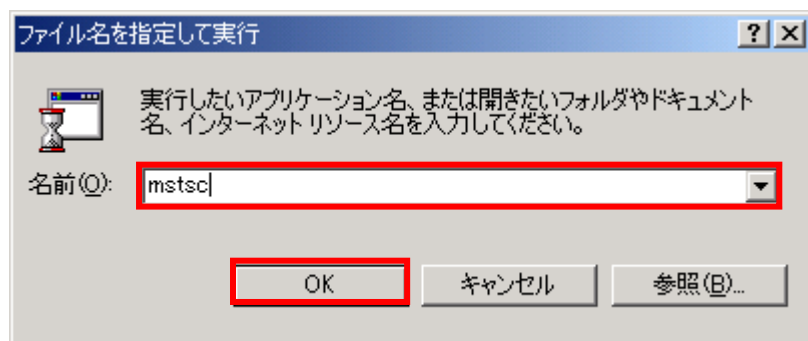 ファイル名を指定して実行
実行したいアプリケーション名、または開きたいフォルダやドキュメント
名、インターネット リソース名を入力してください。
名前(O):
mstsc
OK
キャンセル
参照(B)...